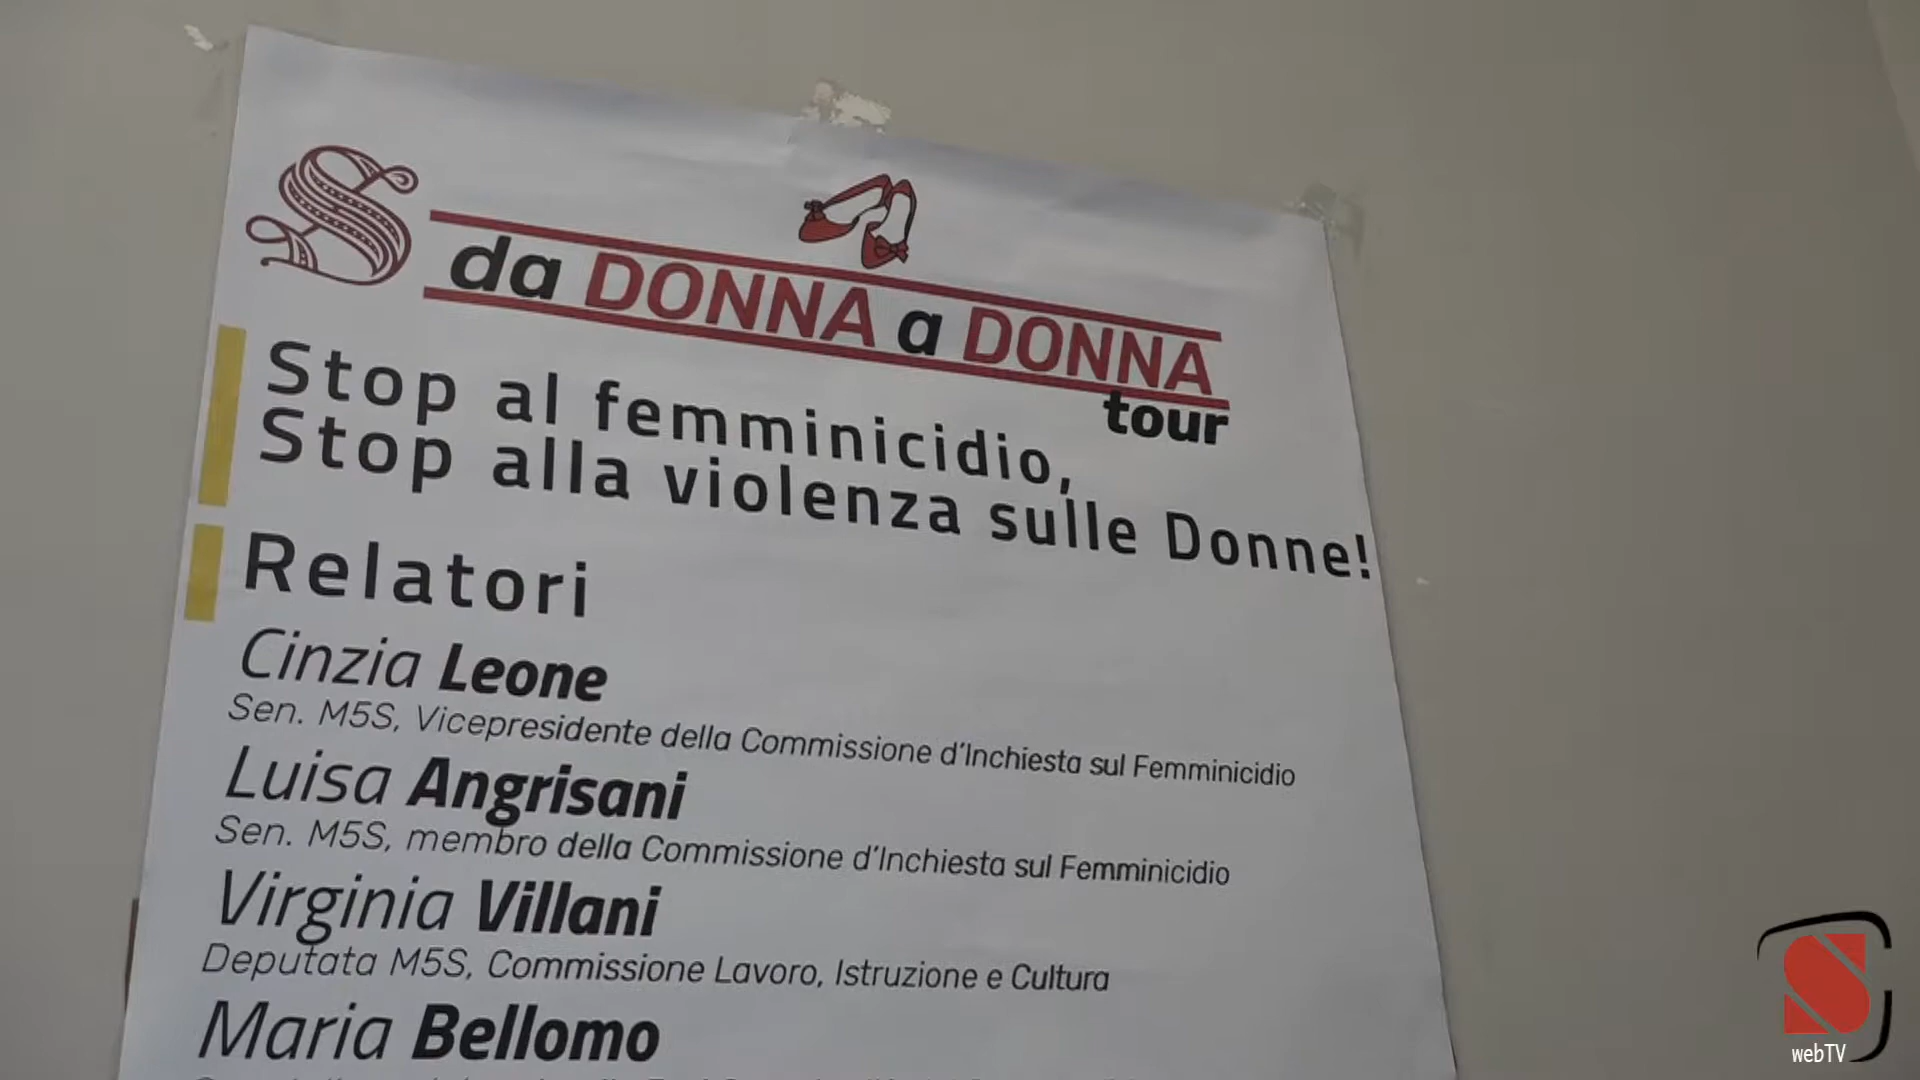 S
da DONNA a DONNA
tour
Stop al femminicidio,
Stop alla violenza sulle Donne!
Relatori
Cinzia Leone
Sen. M5S, Vicepresidente della Commissione d'Inchiesta sul Femminicidio
Luisa Angrisani
Sen. M5S, membro della Commissione d'Inchiesta sul Femminicidio
Virginia Villani
Deputata M5S, Commissione Lavoro, Istruzione e Cultura
Maria Bellomo
S
webTV